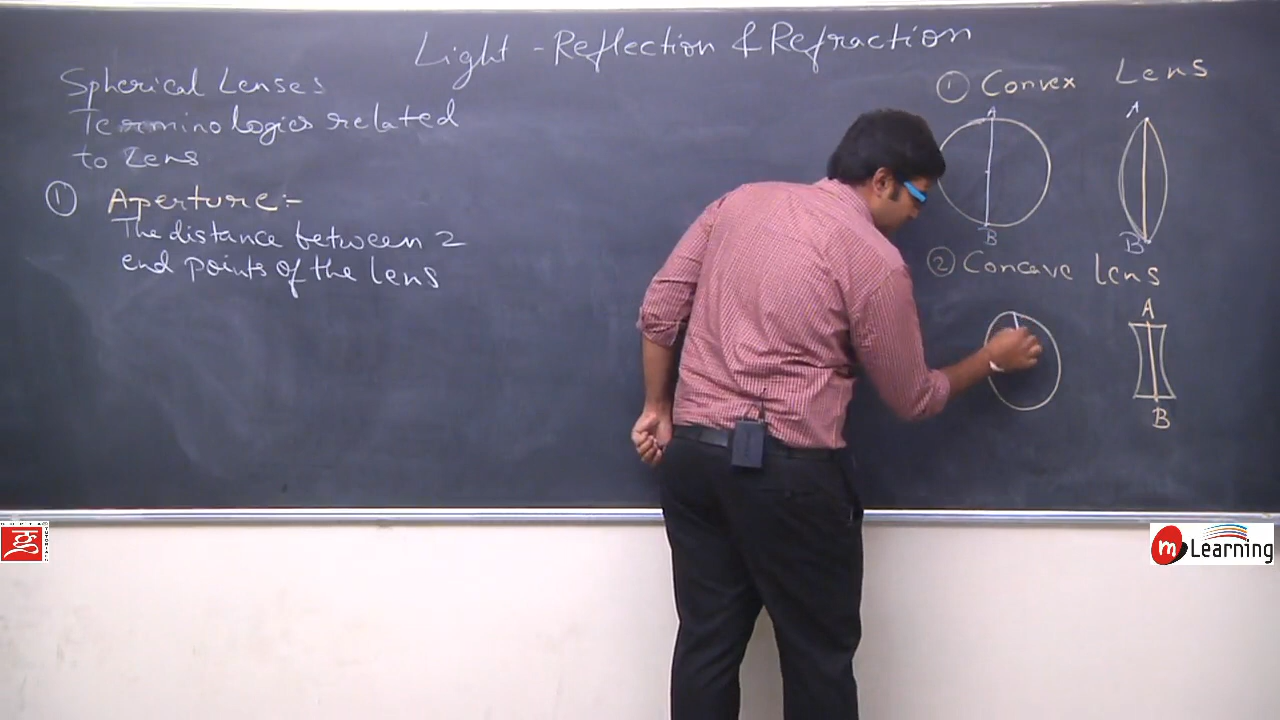 Light - Reflection & Refraction
Spherical Lenses
Terminologies related
to Lens
① Aperture:-
The distance between 2
end points of the lens
① Convex Lens
A
B
A
B
② Concave lens
A
B
g
m Learning